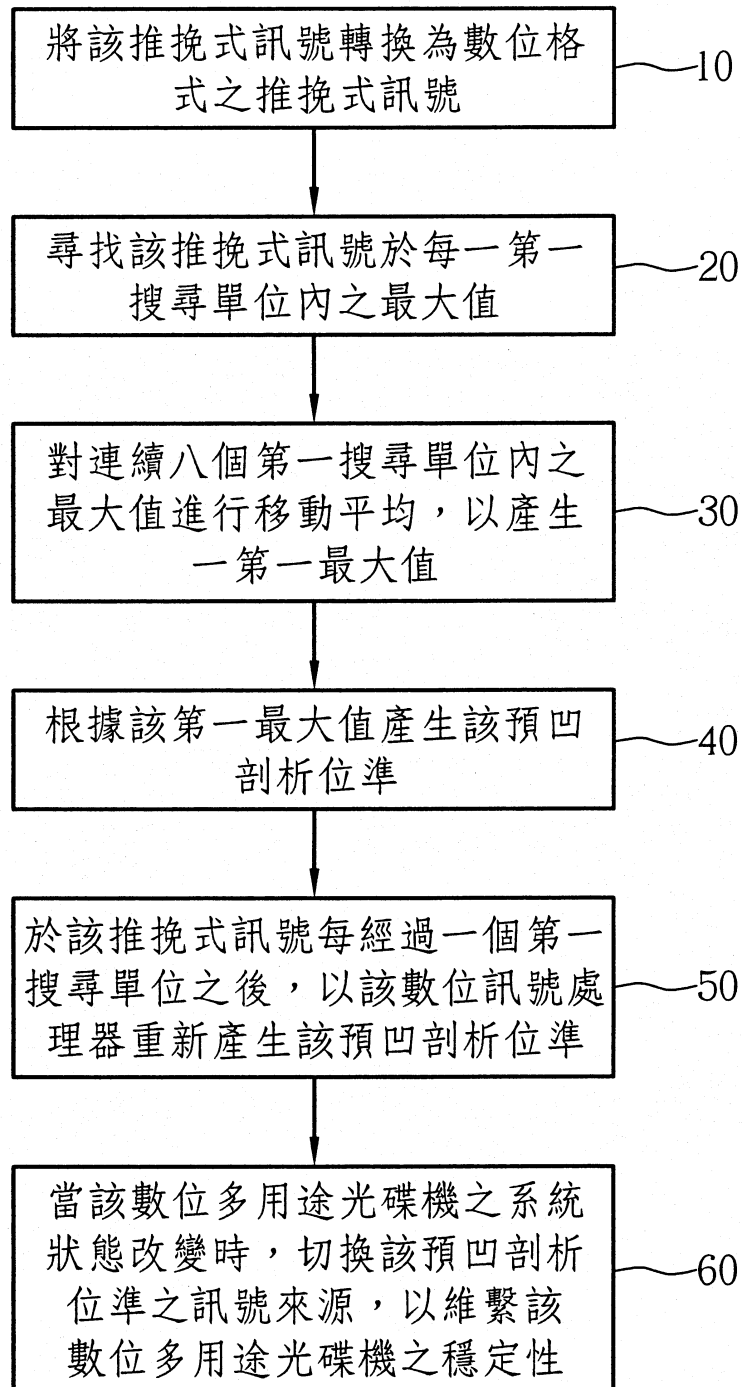 將該推挽式訊號轉換為數位格
式之推挽式訊號
10
尋找該推挽式訊號於每一第一
搜尋單位內之最大值
20
對連續八個第一搜尋單位內之
最大值進行移動平均，以產生
一第一最大值
30
根據該第一最大值產生該預凹
剖析位準
40
於該推挽式訊號每經過一個第一
搜尋單位之後，以該數位訊號處
理器重新產生該預凹剖析位準
50
當該數位多用途光碟機之系統
狀態改變時，切換該預凹剖析
位準之訊號來源，以維繫該
數位多用途光碟機之穩定性
60